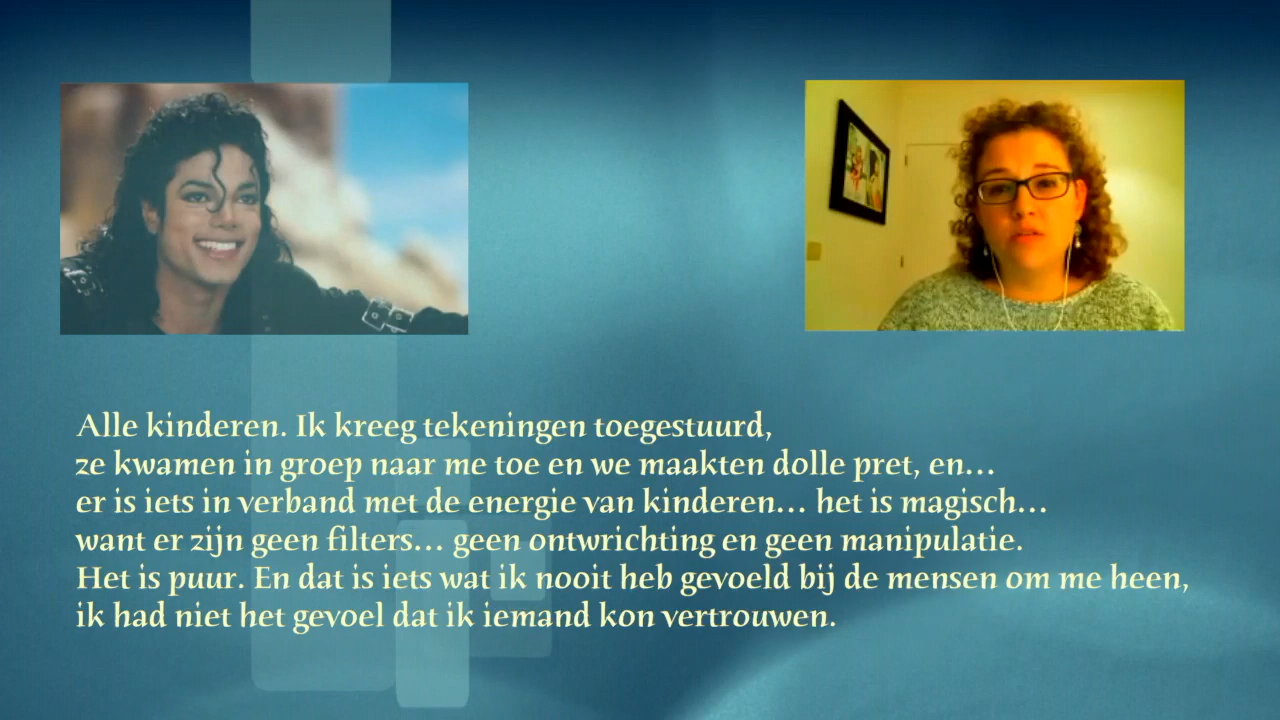 Alle kinderen. Ik kreeg tekeningen toegestuurd,
ze kwamen in groep naar me toe en we maakten dolle pret, en...
er is iets in verband met de energie van kinderen... het is magisch...
want er zijn geen filters... geen ontwrichting en geen manipulatie.
Het is puur. En dat is iets wat ik nooit heb gevoeld bij de mensen om me heen,
ik had niet het gevoel dat ik iemand kon vertrouwen.